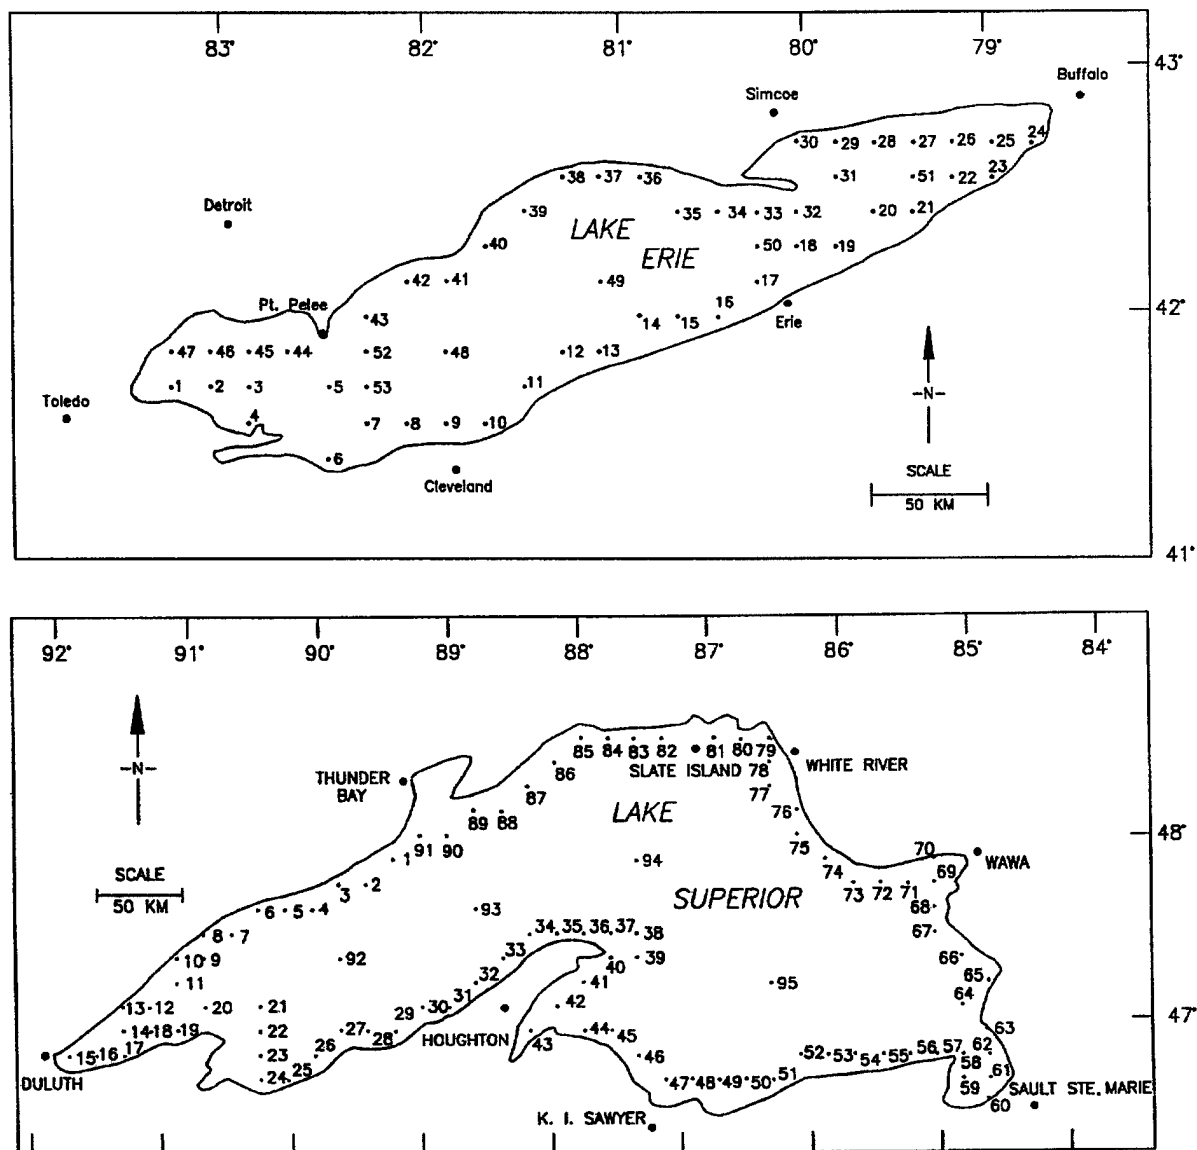 83° 82° 81° 80° 79°
43°
Buffalo
Simcoe
30 29 28 27 26 25 24
38 37 36 31 51 22 23
Detroit
39 35 34 33 32 20 21
LAKE
40 50 18 19
ERIE
42 41 49 17
Pt. Pelee
43 14 15 16
Erie
42°
47 46 45 44 52 48 12 13
1 2 3 5 53 11
-N-
Toledo
4 7 8 9 10
6
Cleveland
SCALE
50 KM
41°
92° 91° 90° 89° 88° 87° 86° 85° 84°
85 84 83 82 81 80 79
-N-
THUNDER
BAY
86 SLATE ISLAND 78
WHITE RIVER
87 77
89 88
LAKE
76
48°
91 90 75
1 94 74 70
WAWA
SCALE
50 KM
3 2 73 72 71 69
SUPERIOR
6 5 4 93 68
8 7 34 35 36 37 38 67
10 9 92 33 40 39 66
11 32 41 95 65
13 12 20 21 29 30 31 42 64
HOUGHTON
47°
14 18 19 22 27 28 43 44 45 63
15 16 17 23 26 46 52 53 54 55 56 57 62
DULUTH
25 58
24 47 48 49 50 51 59 61
SAULT STE. MARIE
60
K. I. SAWYER